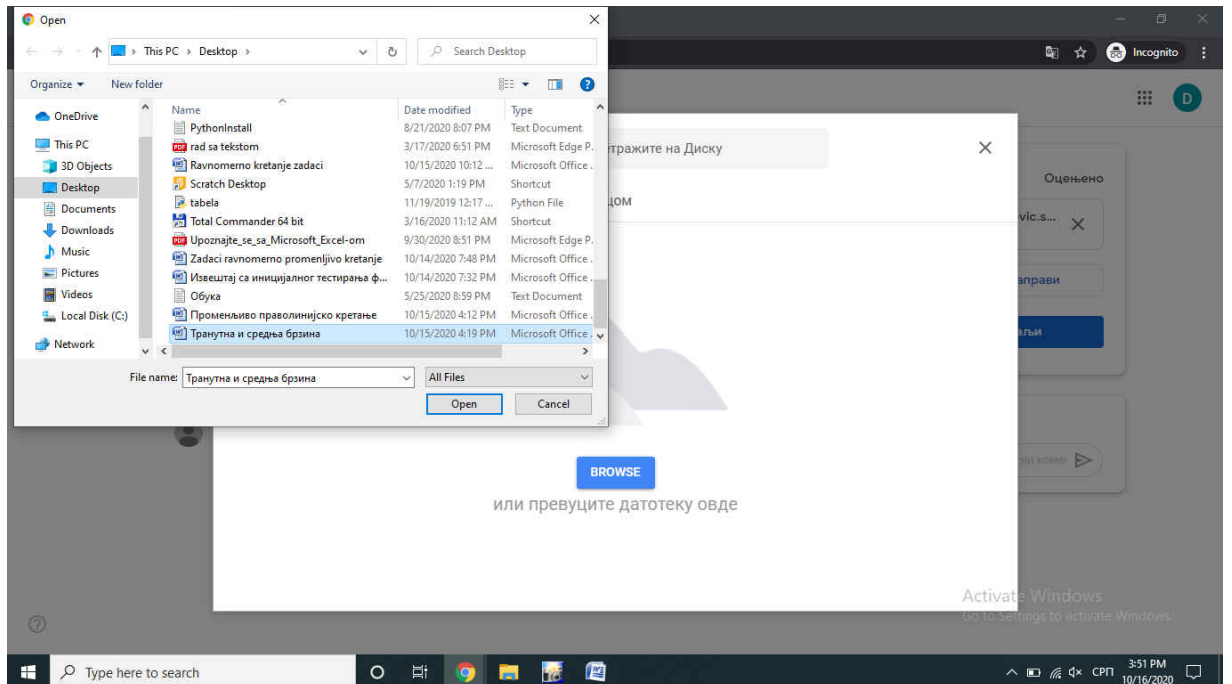 Open
This PC > Desktop >
Search Desktop
Incognito
Organize
New folder
D
Name Date modified Type
OneDrive
This PC
3D Objects
Desktop
Documents
Downloads
Music
Pictures
Videos
Local Disk (C:)
Network
PythonInstall 8/21/2020 8:07 PM Text Document
rad sa tekstom 3/17/2020 6:51 PM Microsoft Edge P.
Ravnomerno kretanje zadaci 10/15/2020 10:12 ... Microsoft Office .
Scratch Desktop 5/7/2020 1:19 PM Shortcut
tabela 11/19/2019 12:17 ... Python File
Total Commander 64 bit 3/16/2020 11:12 AM Shortcut
Upoznajte_se_sa_Microsoft_Excel-om 9/30/2020 8:51 PM Microsoft Edge P.
Zadaci ravnomerno promenljivo kretanje 10/14/2020 7:48 PM Microsoft Office .
Извештај са иницијалног тестирања ф... 10/14/2020 7:32 PM Microsoft Office .
Обука 5/25/2020 8:59 PM Text Document
Променљиво праволинијско кретање 10/15/2020 4:12 PM Microsoft Office .
Транутна и средња брзина 10/15/2020 4:19 PM Microsoft Office .
File name: Транутна и средња брзина All Files
Open Cancel
тражите на Диску
цом
Оцењено
vic.s...
аправи
аљи
BROWSE
или превуците датотеку овде
Activate Windows
Go to Settings to activate Windows.
Type here to search
СРП
3:51 PM
10/16/2020